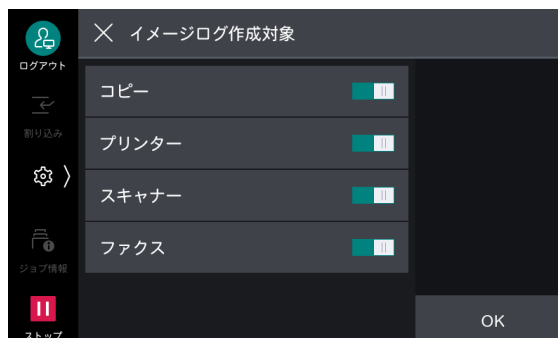 イメージログ作成対象
ログアウト
コピー
割り込み
プリンター
スキャナー
ファクス
ジョブ情報
OK
ストップ